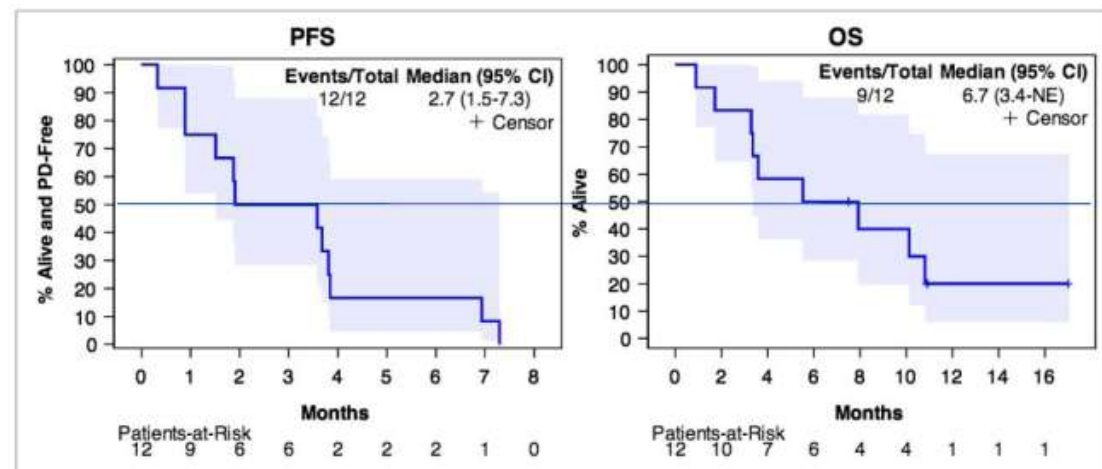 PFS
% Alive and PD-Free
100
90
80
70
60
50
40
30
20
10
0
Events/Total Median (95% CI)
12/12 2.7 (1.5-7.3)
+ Censor
0 1 2 3 4 5 6 7 8
Months
Patients-at-Risk
12 9 6 6 2 2 2 1 0
OS
% Alive
100
90
80
70
60
50
40
30
20
10
0
Events/Total Median (95% CI)
9/12 6.7 (3.4-NE)
+ Censor
0 2 4 6 8 10 12 14 16
Months
Patients-at-Risk
12 10 7 6 4 4 1 1 1